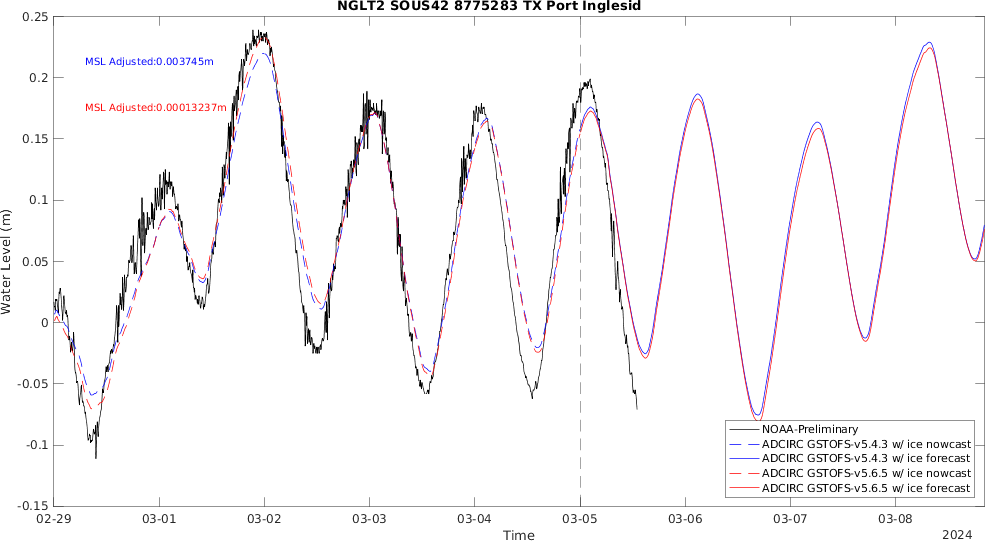 NGLT2 SOUS42 8775283 TX Port Inglesid
0.25
0.2
0.15
0.1
0.05
0
-0.05
-0.1
-0.15
Water Level (m)
MSL Adjusted:0.003745m
MSL Adjusted:0.00013237m
NOAA-Preliminary
ADCIRC GSTOFS-v5.4.3 w/ ice nowcast
ADCIRC GSTOFS-v5.4.3 w/ ice forecast
ADCIRC GSTOFS-v5.6.5 w/ ice nowcast
ADCIRC GSTOFS-v5.6.5 w/ ice forecast
02-29 03-01 03-02 03-03 03-04 03-05 03-06 03-07 03-08
Time
2024